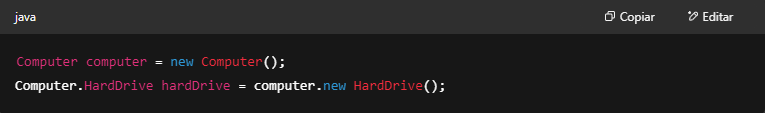 java
Copiar
Editar
Computer computer = new Computer();
Computer.HardDrive hardDrive = computer.new HardDrive();